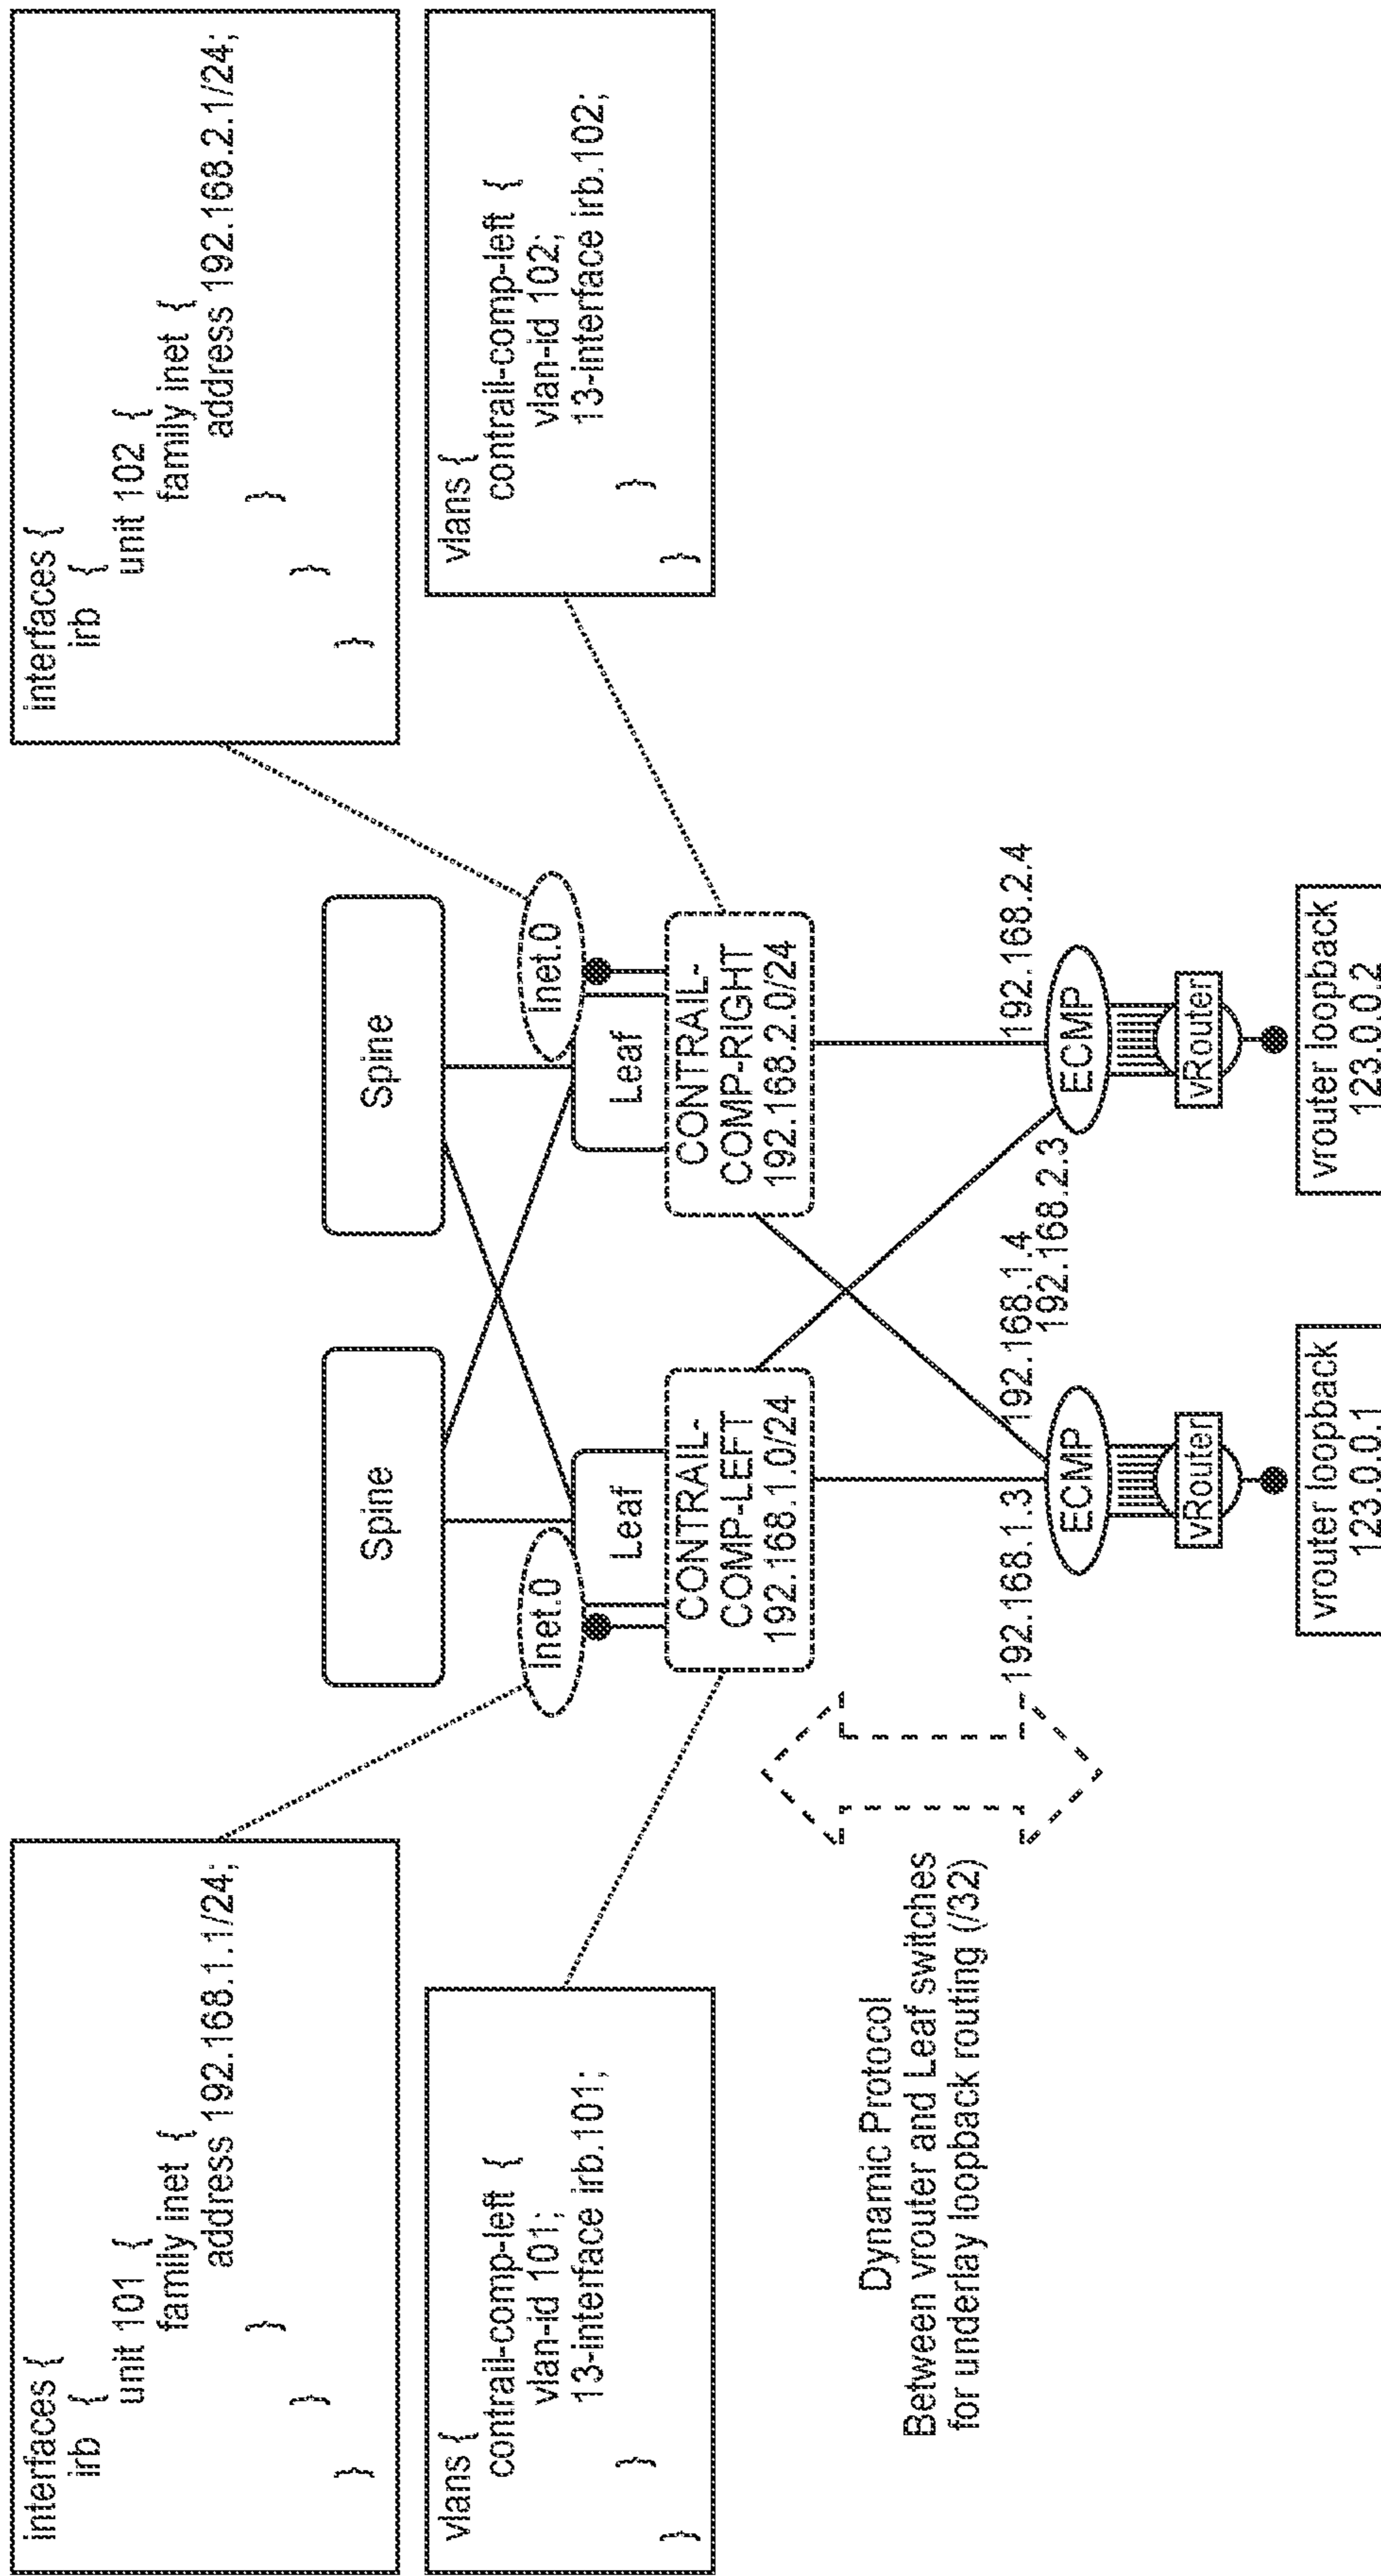 interfaces {
irb {
unit 101 {
family inet {
address 192.168.1.1/24;
}
}
}
vlans {
contrail-comp-left {
vlan-id 101;
13-interface irb.101;
}
}
Dynamic Protocol
Between vrouter and Leaf switches
for underlay loopback routing (/32)
Spine
Spine
Inet.0
Leaf
Leaf
Inet.0
CONTRAIL-
COMP-LEFT
192.168.1.0/24
CONTRAIL-
COMP-RIGHT
192.168.2.0/24
192.168.1.3
192.168.1.4
192.168.2.3
192.168.2.4
ECMP
ECMP
vRouter
vRouter
vrouter loopback
123.0.0.1
vrouter loopback
123.0.0.2
interfaces {
irb {
unit 102 {
family inet {
address 192.168.2.1/24;
}
}
}
vlans {
contrail-comp-left {
vlan-id 102;
13-interface irb.102;
}
}